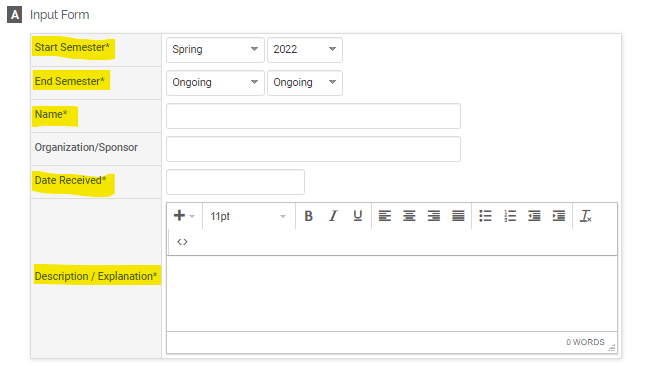 A Input Form
Start Semester* Spring 2022
End Semester* Ongoing Ongoing
Name*
Organization/Sponsor
Date Received*
11pt B I U Ix
<>
Description / Explanation*
0 WORDS